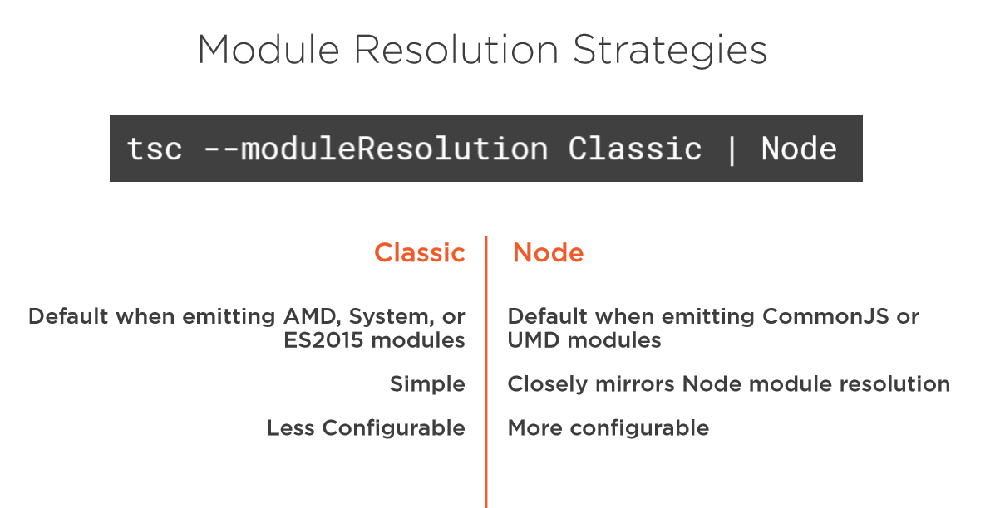 Module Resolution Strategies
tsc --moduleResolution Classic | Node
Classic
Default when emitting AMD, System, or
ES2015 modules
Simple
Less Configurable
Node
Default when emitting CommonJS or
UMD modules
Closely mirrors Node module resolution
More configurable